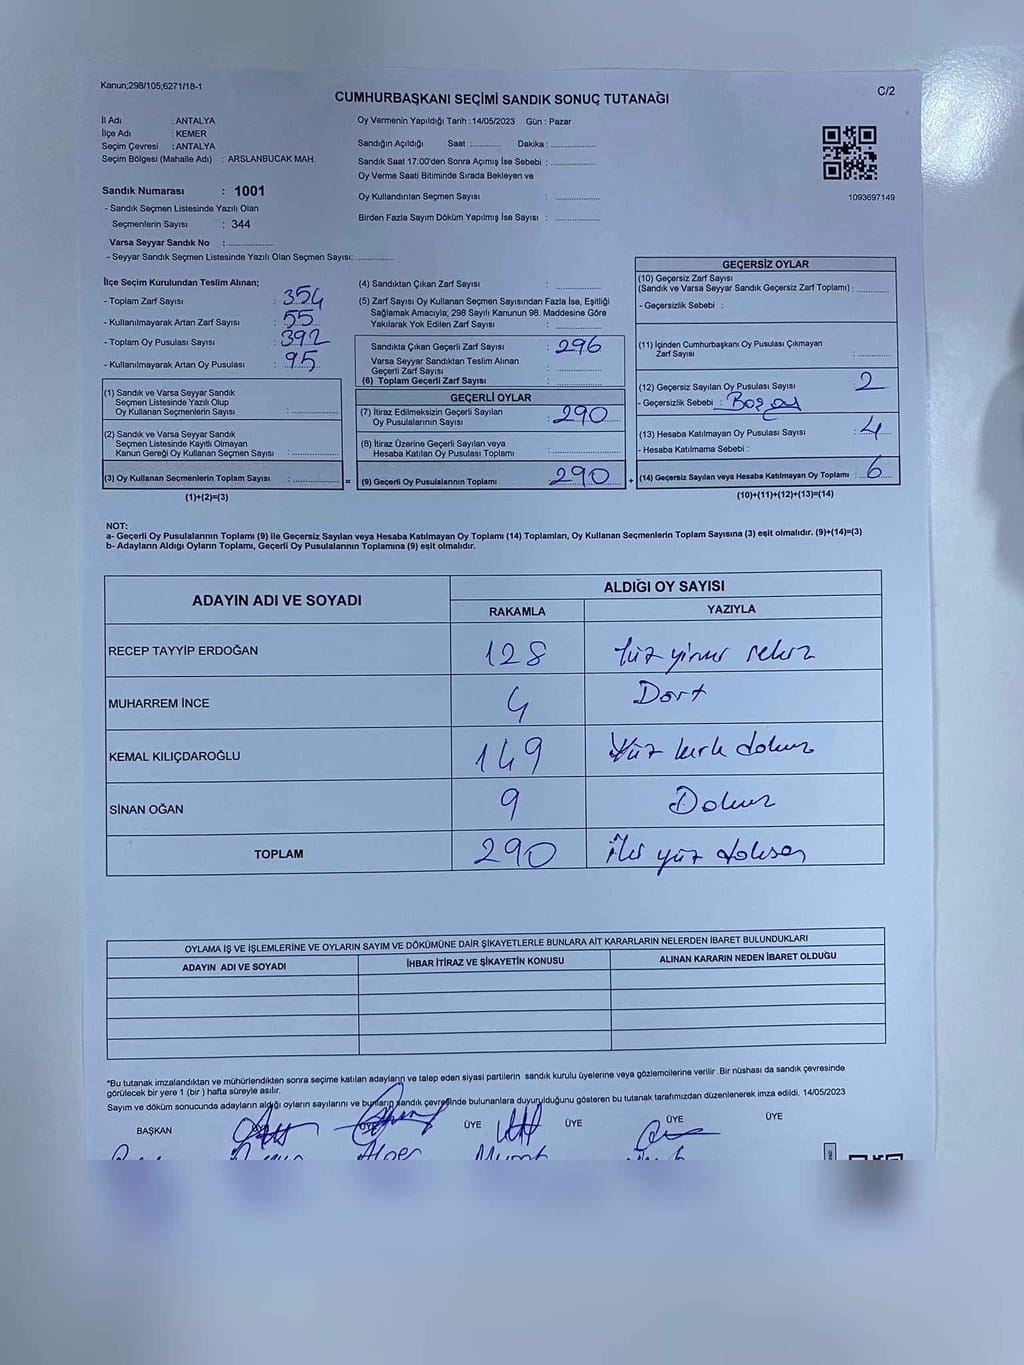 Kanun;298/105;6271/18-1
C/2
CUMHURBAŞKANI SEÇİMİ SANDIK SONUÇ TUTANAĞI
İl Adı : ANTALYA
İlçe Adı : KEMER
Seçim Çevresi : ANTALYA
Seçim Bölgesi (Mahalle Adı) : ARSLANBUCAK MAH.
Sandık Numarası : 1001
- Sandık Seçmen Listesinde Yazılı Olan
Seçmenlerin Sayısı : 344
Varsa Seyyar Sandık No : ............
- Seyyar Sandık Seçmen Listesinde Yazılı Olan Seçmen Sayısı: ............
Oy Vermenin Yapıldığı Tarih :14/05/2023 Gün : Pazar
Sandığın Açıldığı Saat :............ Dakika :............
Sandık Saat 17:00'den Sonra Açımış İse Sebebi : ............
Oy Verme Saati Bitiminde Sırada Bekleyen ve
Oy Kullandırılan Seçmen Sayısı : ............
Birden Fazla Sayım Döküm Yapılmış İse Sayısı : ............
1093697149
İlçe Seçim Kurulundan Teslim Alınan;
- Toplam Zarf Sayısı : 354
- Kullanılmayarak Artan Zarf Sayısı : 55
- Toplam Oy Pusulası Sayısı : 392
- Kullanılmayarak Artan Oy Pusulası : 95
(1) Sandık ve Varsa Seyyar Sandık
Seçmen Listesinde Yazılı Olup
Oy Kullanan Seçmenlerin Sayısı : ............
(2) Sandık ve Varsa Seyyar Sandık
Seçmen Listesinde Kayıtlı Olmayan
Kanun Gereği Oy Kullanan Seçmen Sayısı : ............
(3) Oy Kullanan Seçmenlerin Toplam Sayısı : ............ =
(1)+(2)=(3)
(4) Sandıktan Çıkan Zarf Sayısı : ............
(5) Zarf Sayısı Oy Kullanan Seçmen Sayısından Fazla İse, Eşitliği
Sağlamak Amacıyla; 298 Sayılı Kanunun 98. Maddesine Göre
Yakılarak Yok Edilen Zarf Sayısı : ............
Sandıkta Çıkan Geçerli Zarf Sayısı : 296
Varsa Seyyar Sandıktan Teslim Alınan
Geçerli Zarf Sayısı : ............
(6) Toplam Geçerli Zarf Sayısı : ............
GEÇERLİ OYLAR
(7) İtiraz Edilmeksizin Geçerli Sayılan
Oy Pusulalarının Sayısı : 290
(8) İtiraz Üzerine Geçerli Sayılan veya
Hesaba Katılan Oy Pusulası Toplamı : ............
(9) Geçerli Oy Pusulalarının Toplamı : 290 +
GEÇERSİZ OYLAR
(10) Geçersiz Zarf Sayısı
(Sandık ve Varsa Seyyar Sandık Geçersiz Zarf Toplamı) : ............
- Geçersizlik Sebebi :
(11) İçinden Cumhurbaşkanı Oy Pusulası Çıkmayan
Zarf Sayısı : ............
(12) Geçersiz Sayılan Oy Pusulası Sayısı : 2
- Geçersizlik Sebebi :
(13) Hesaba Katılmayan Oy Pusulası Sayısı : 4
- Hesaba Katılmama Sebebi :
(14) Geçersiz Sayılan veya Hesaba Katılmayan Oy Toplamı : 6
(10)+(11)+(12)+(13)=(14)
NOT:
a- Geçerli Oy Pusulalarının Toplamı (9) ile Geçersiz Sayılan veya Hesaba Katılmayan Oy Toplamı (14) Toplamları, Oy Kullanan Seçmenlerin Toplam Sayısına (3) eşit olmalıdır. (9)+(14)=(3)
b- Adayların Aldığı Oyların Toplamı, Geçerli Oy Pusulalarının Toplamına (9) eşit olmalıdır.
ADAYIN ADI VE SOYADI ALDIĞI OY SAYISI
RAKAMLA YAZIYLA
RECEP TAYYİP ERDOĞAN 128 Yüz yirmi sekiz
MUHARREM İNCE 4 Dört
KEMAL KILIÇDAROĞLU 149 Yüz kırk dokuz
SİNAN OĞAN 9 Dokuz
TOPLAM 290 İki yüz doksan
OYLAMA İŞ VE İŞLEMLERİNE VE OYLARIN SAYIM VE DÖKÜMÜNE DAİR ŞİKAYETLERLE BUNLARA AİT KARARLARIN NELERDEN İBARET BULUNDUKLARI
ADAYIN ADI VE SOYADI İHBAR İTİRAZ VE ŞİKAYETİN KONUSU ALINAN KARARIN NEDEN İBARET OLDUĞU
*Bu tutanak imzalandıktan ve mühürlendikten sonra seçime katılan adayların ve talep eden siyasi partilerin sandık kurulu üyelerine veya gözlemcilerine verilir .Bir nüshası da sandık çevresinde
görülecek bir yere 1 (bir ) hafta süreyle asılır.
Sayım ve döküm sonucunda adayların aldığı oyların sayılarını ve bunların sandık çevresinde bulunanlara duyurulduğunu gösteren bu tutanak tarafımızdan düzenlenerek imza edildi. 14/05/2023
BAŞKAN ÜYE ÜYE ÜYE ÜYE ÜYE